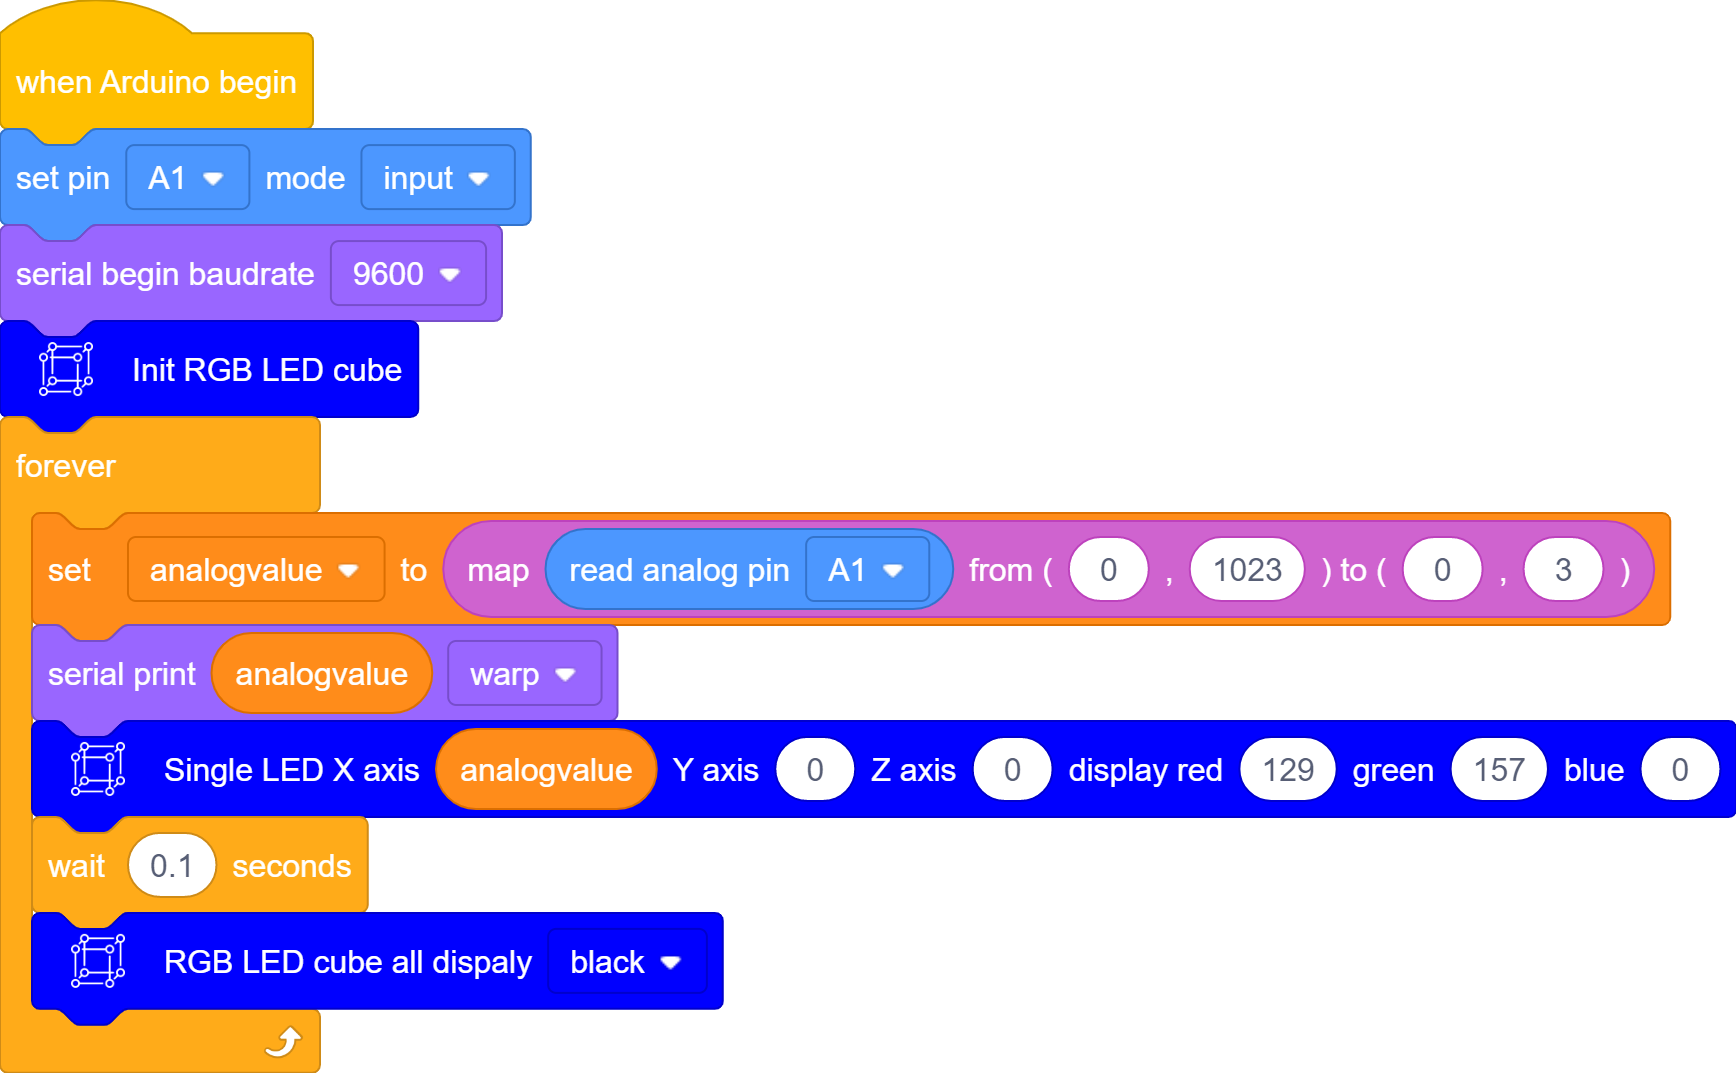 when Arduino begin
set pin A1 mode input
serial begin baudrate 9600
Init RGB LED cube
forever
set analogvalue to map read analog pin A1 from ( 0 , 1023 ) to ( 0 , 3 )
serial print analogvalue warp
Single LED X axis analogvalue Y axis 0 Z axis 0 display red 129 green 157 blue 0
wait 0.1 seconds
RGB LED cube all dispaly black